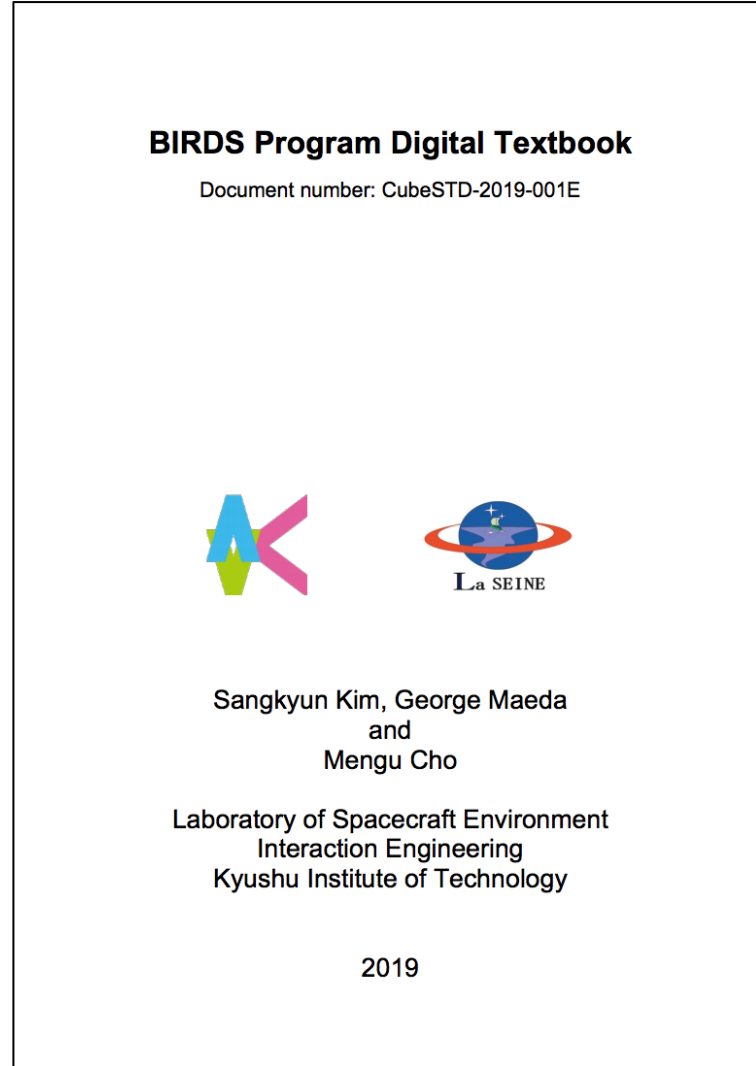 BIRDS Program Digital Textbook
Document number: CubeSTD-2019-001E
La SEINE
Sangkyun Kim, George Maeda
and
Mengu Cho
Laboratory of Spacecraft Environment
Interaction Engineering
Kyushu Institute of Technology
2019